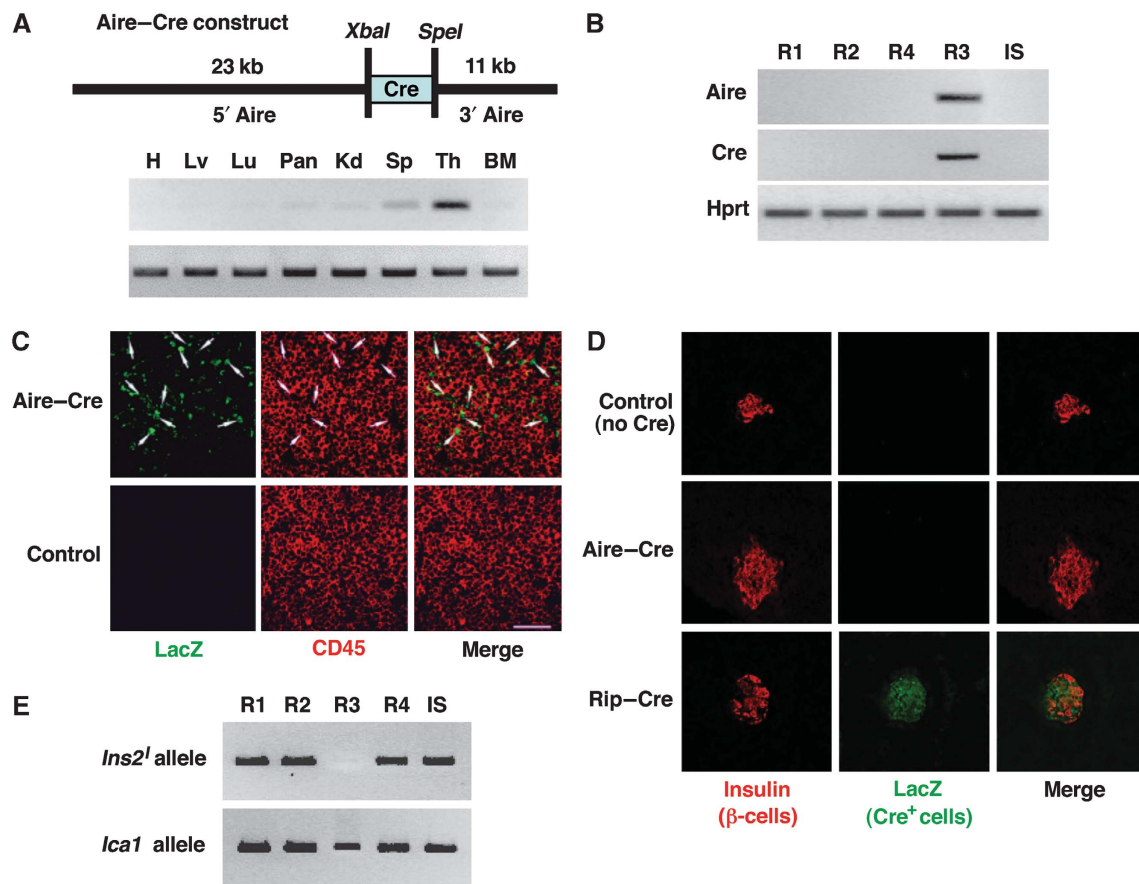 A
Aire–Cre construct
XbaI SpeI
23 kb 11 kb
Cre
5′ Aire 3′ Aire
H Lv Lu Pan Kd Sp Th BM
B
R1 R2 R4 R3 IS
Aire
Cre
Hprt
C
Aire–Cre
Control
LacZ CD45 Merge
D
Control
(no Cre)
Aire–Cre
Rip–Cre
Insulin
(β-cells)
LacZ
(Cre⁺ cells)
Merge
E
R1 R2 R3 R4 IS
Ins2ˡ allele
Ica1 allele